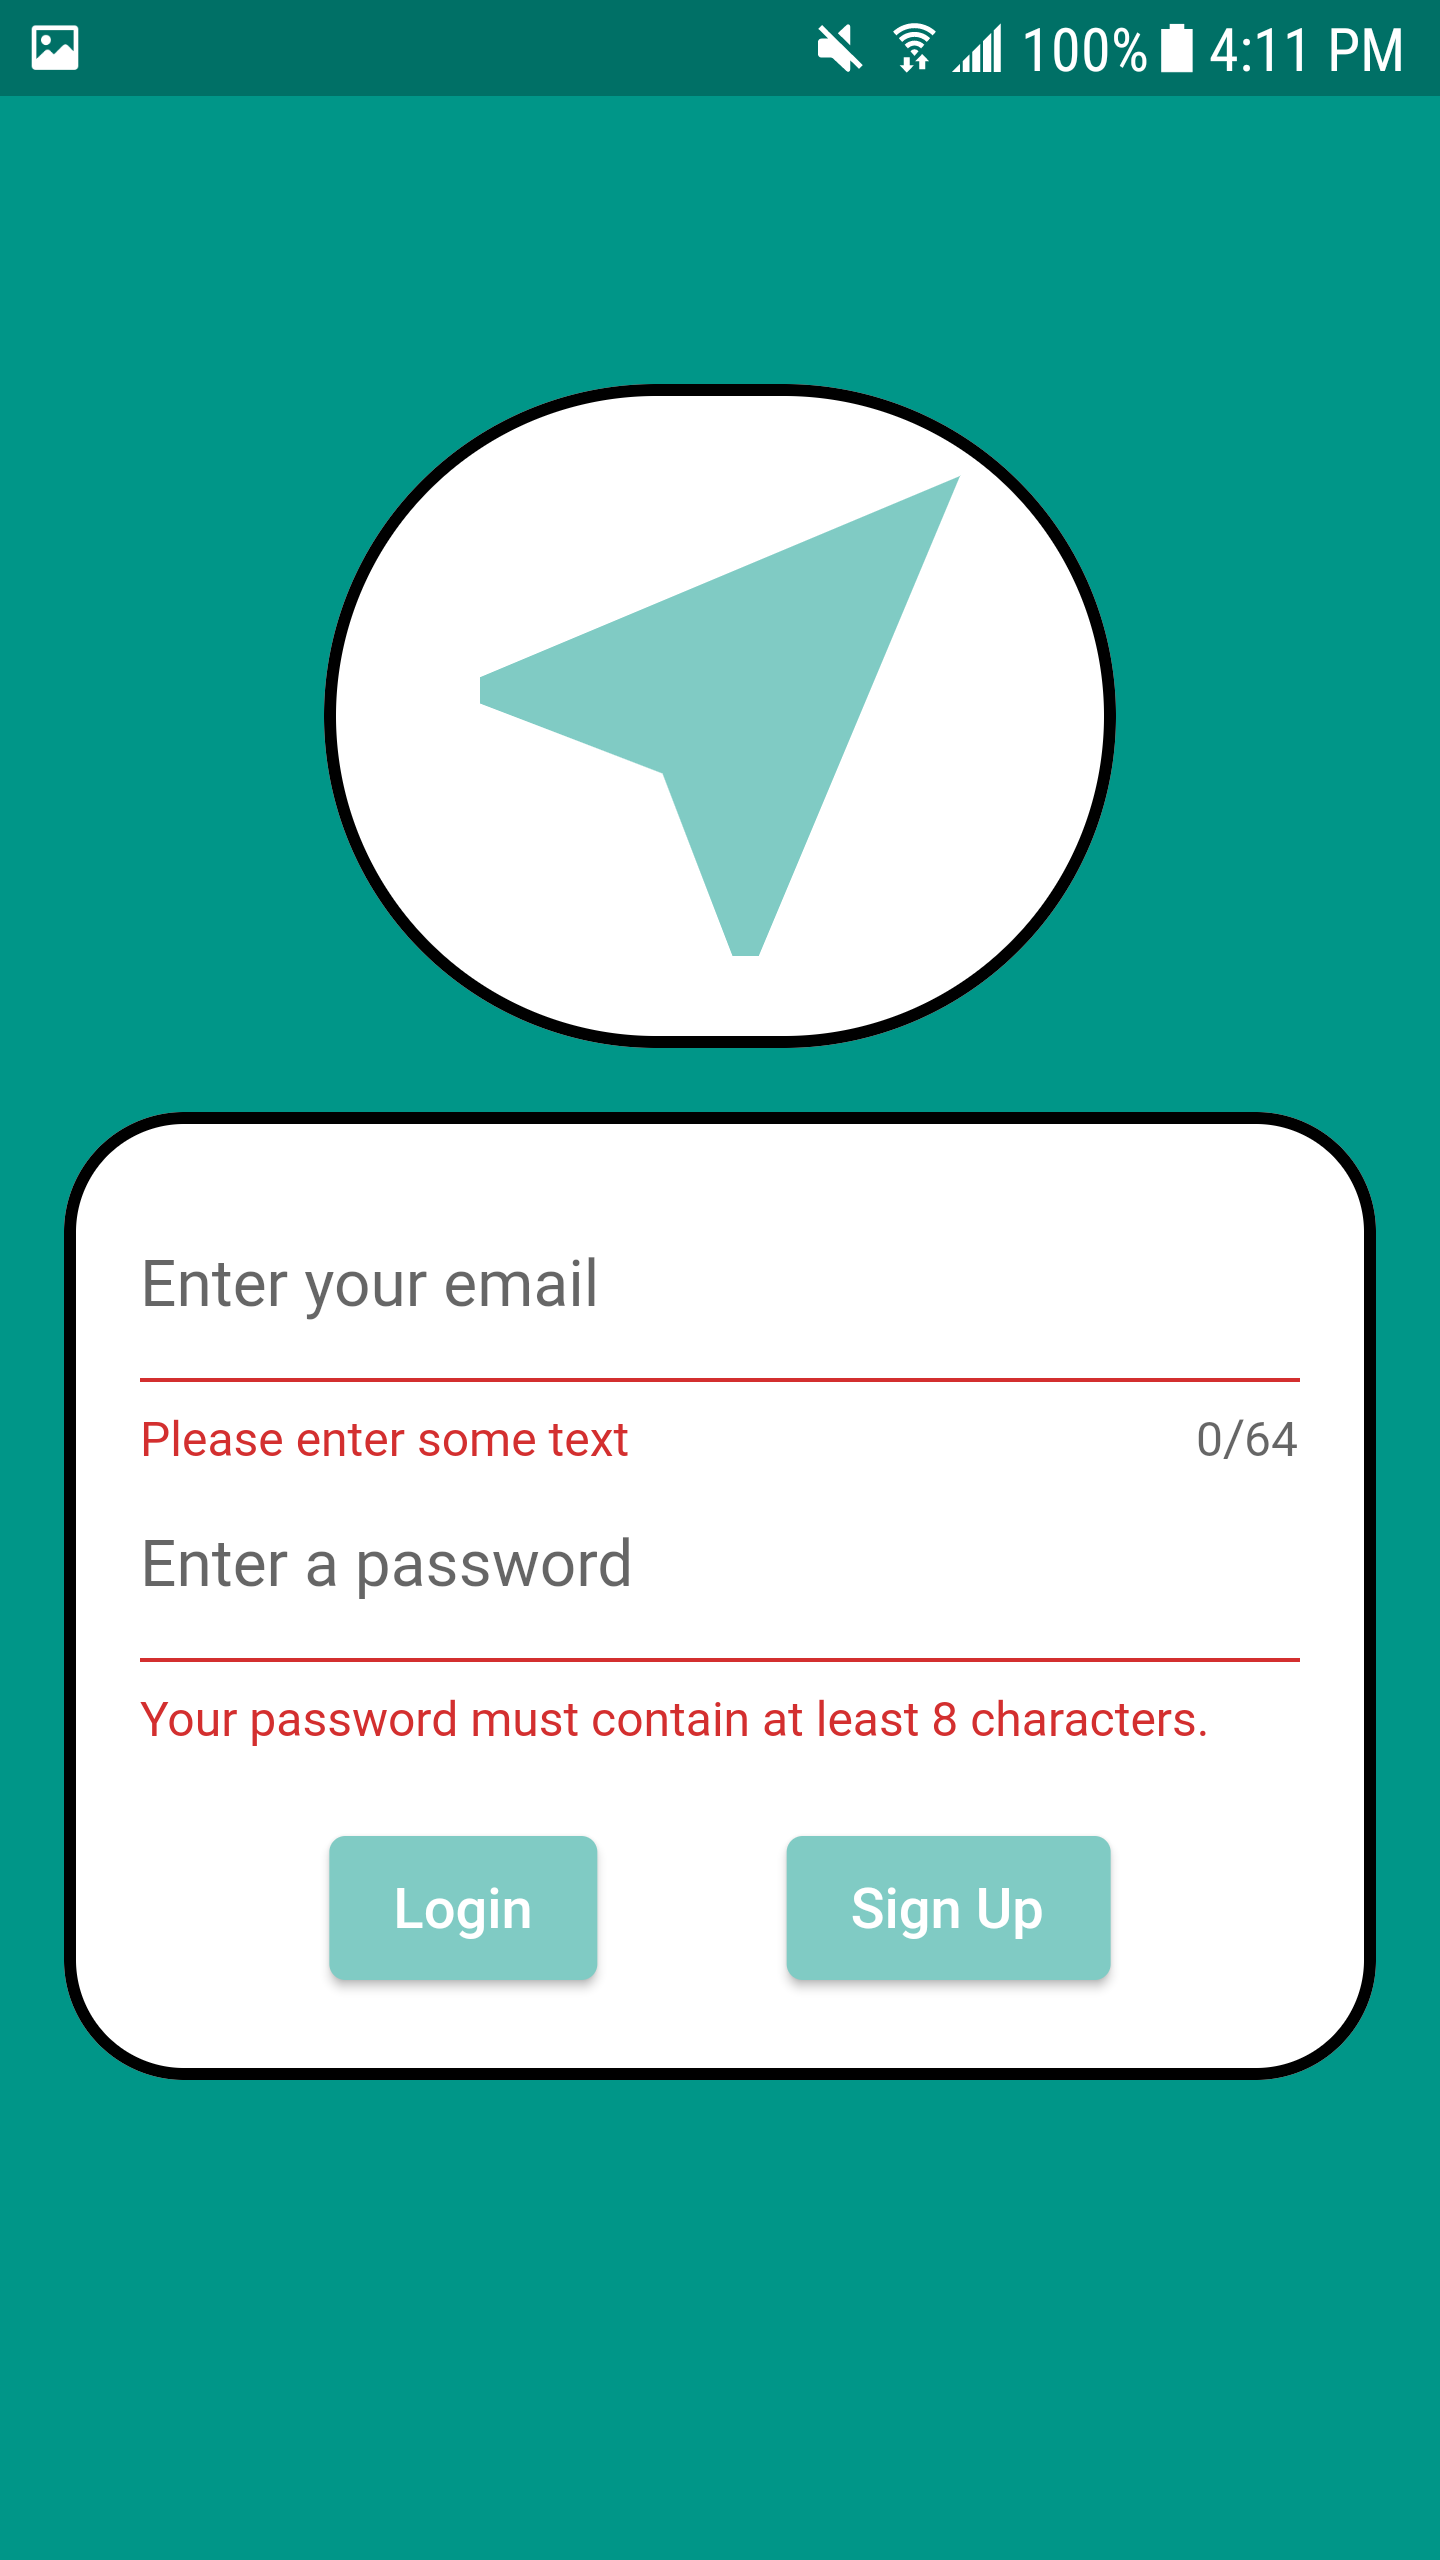 100% 4:11 PM
Enter your email
Please enter some text 0/64
Enter a password
Your password must contain at least 8 characters.
Login Sign Up